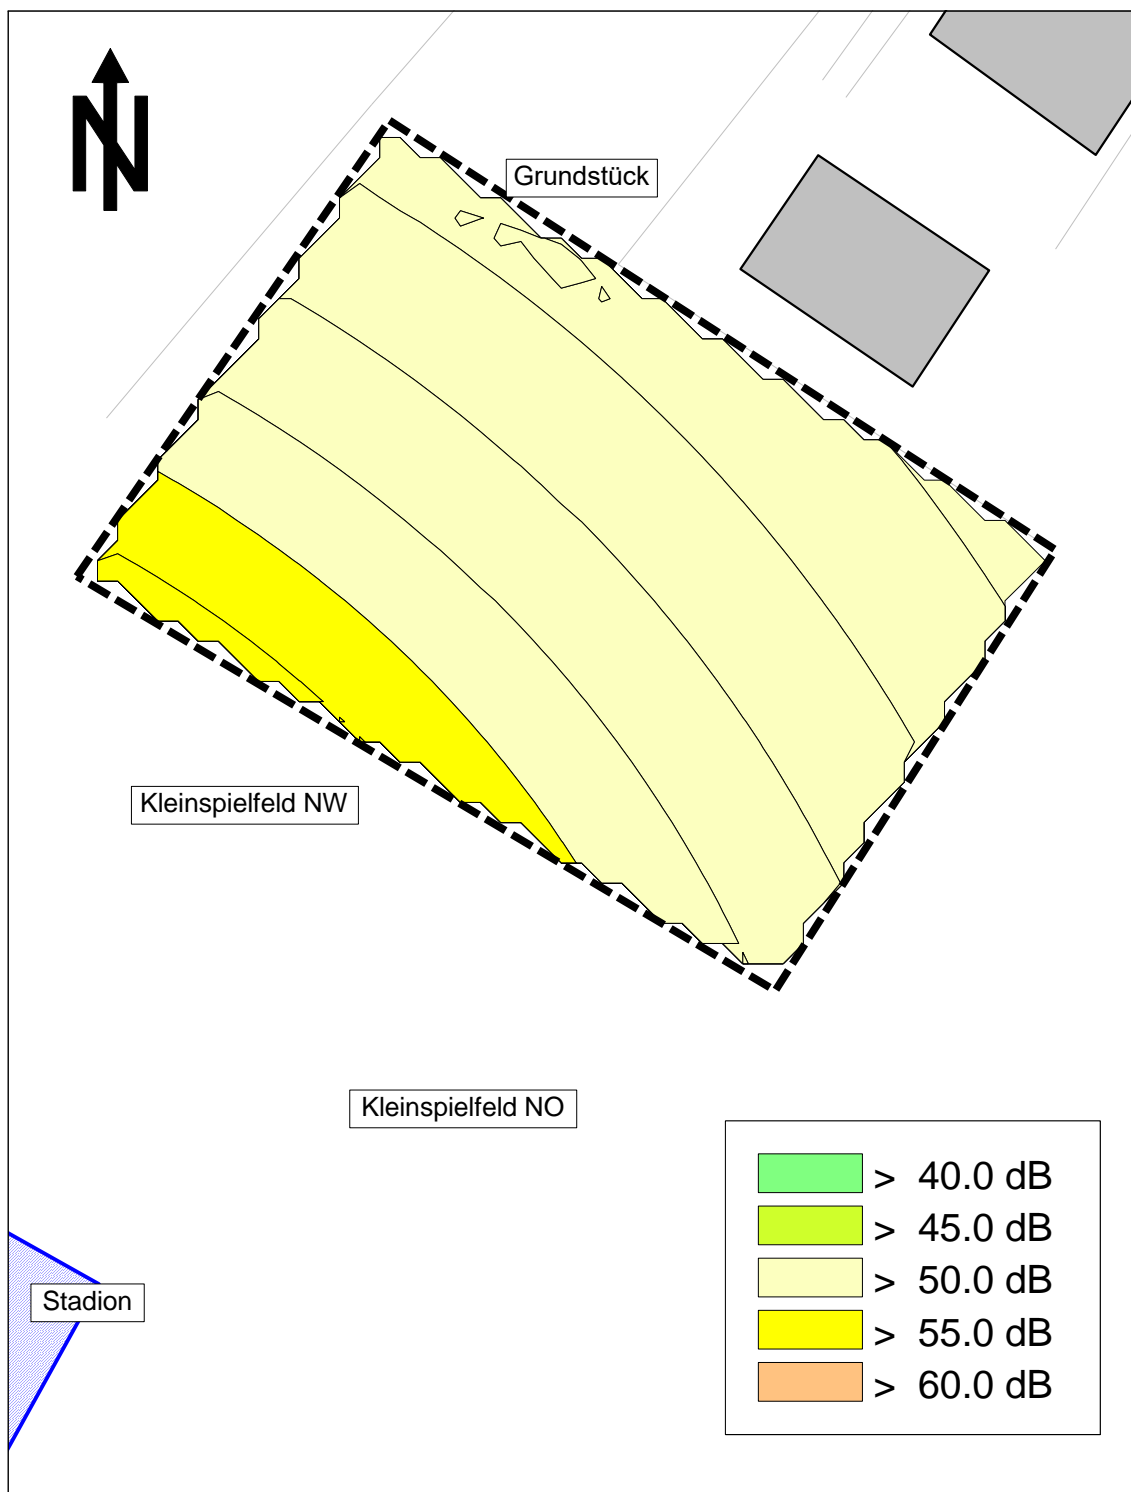 N
Grundstück
Kleinspielfeld NW
Kleinspielfeld NO
Stadion
> 40.0 dB
> 45.0 dB
> 50.0 dB
> 55.0 dB
> 60.0 dB